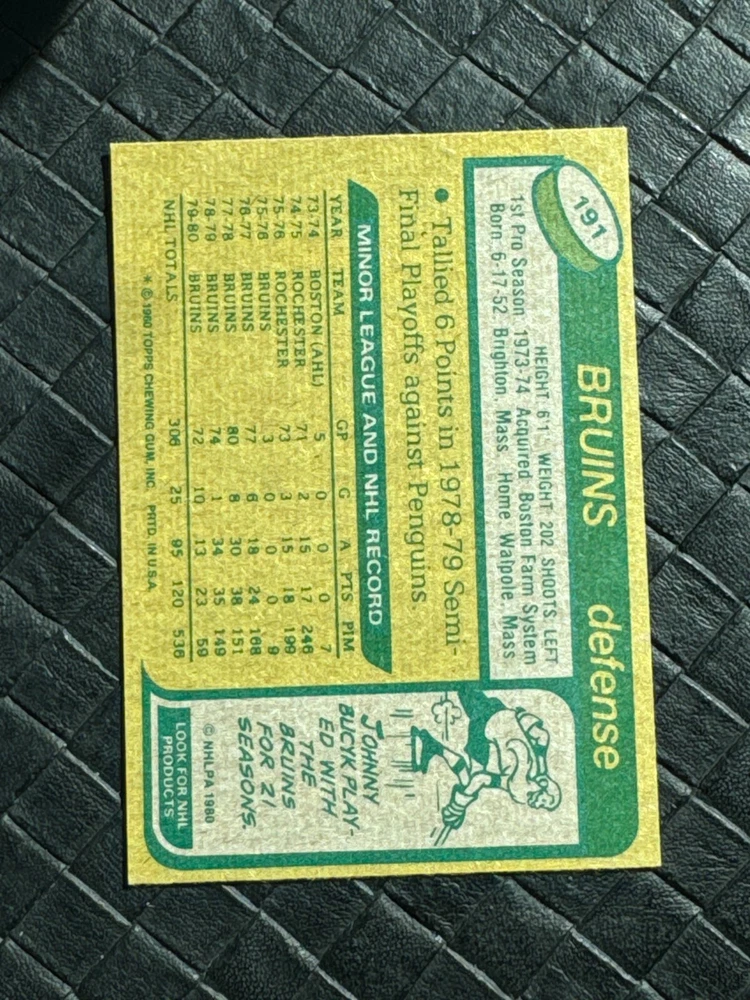 191
BRUINS defense
HEIGHT 6'1" WEIGHT 202 SHOOTS LEFT
1st Pro Season 1973-74 Acquired Boston Farm System
Born 6-17-52, Brighton, Mass Home Walpole, Mass
• Tallied 6 Points in 1978-79 Semi-
Final Playoffs against Penguins.
MINOR LEAGUE AND NHL RECORD
YEAR TEAM GP G A PTS PIM
73-74 BOSTON (AHL) 5 0 0 0 7
74-75 ROCHESTER 71 2 15 17 246
75-76 ROCHESTER 73 3 15 18 199
75-76 BRUINS 3 0 0 0 9
76-77 BRUINS 77 6 18 24 168
77-78 BRUINS 80 8 30 38 151
78-79 BRUINS 74 1 34 35 149
79-80 BRUINS 72 10 13 23 59
NHL TOTALS 306 25 95 120 536
* © 1980 TOPPS CHEWING GUM, INC. PRTD. IN U.S.A.
JOHNNY
BUCYK PLAY-
ED WITH
THE
BRUINS
FOR 21
SEASONS.
© NHLPA 1980
LOOK FOR NHL
PRODUCTS